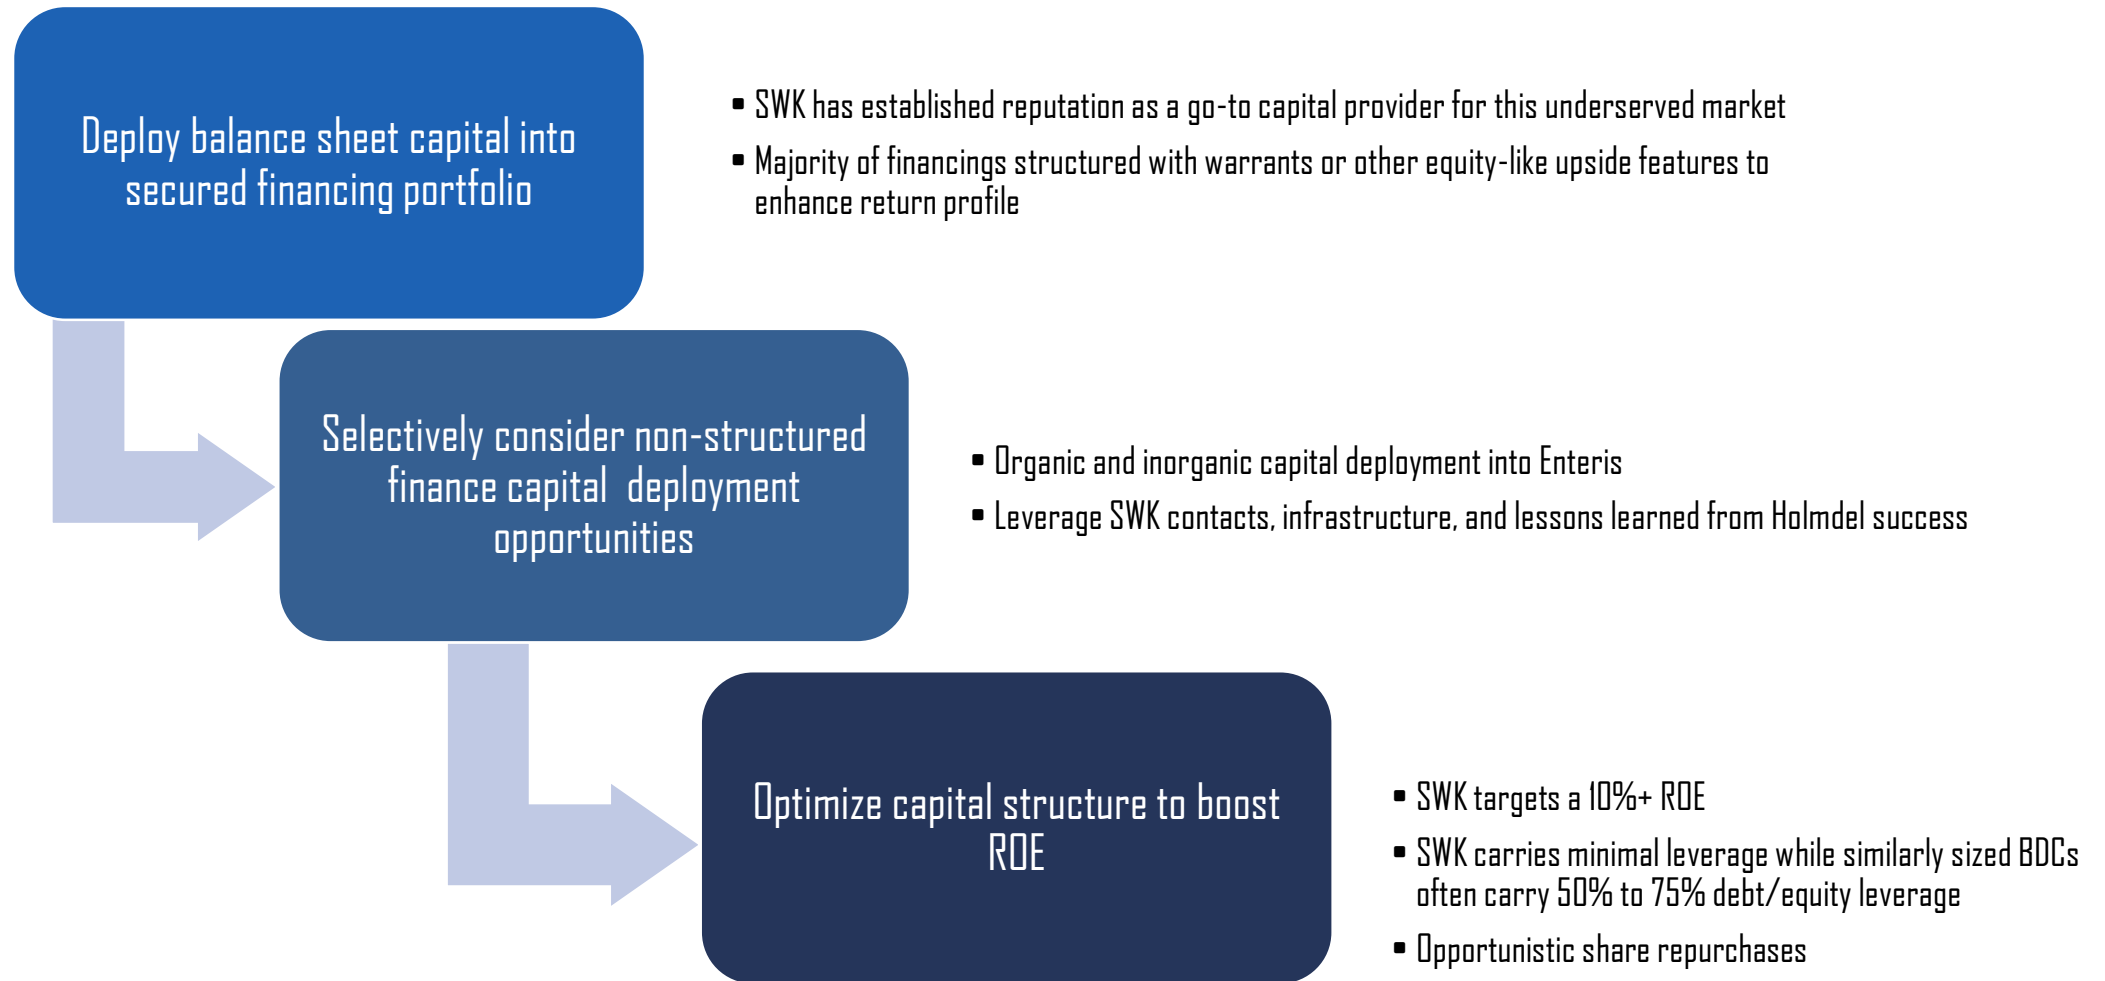 Deploy balance sheet capital into
secured financing portfolio
▪ SWK has established reputation as a go-to capital provider for this underserved market
▪ Majority of financings structured with warrants or other equity-like upside features to
enhance return profile
Selectively consider non-structured
finance capital deployment
opportunities
▪ Organic and inorganic capital deployment into Enteris
▪ Leverage SWK contacts, infrastructure, and lessons learned from Holmdel success
Optimize capital structure to boost
ROE
▪ SWK targets a 10%+ ROE
▪ SWK carries minimal leverage while similarly sized BDCs
often carry 50% to 75% debt/equity leverage
▪ Opportunistic share repurchases